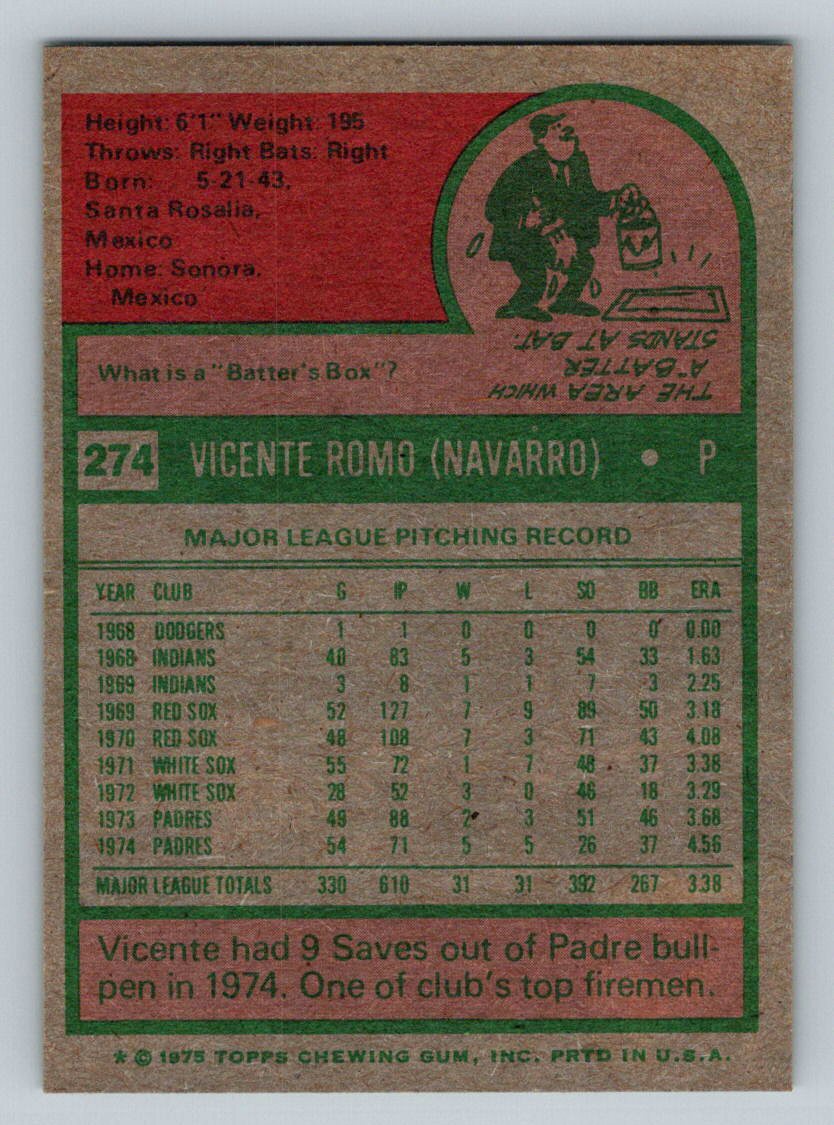 Height: 6'1" Weight: 195
Throws: Right Bats: Right
Born: 5-21-43,
Santa Rosalia,
Mexico
Home: Sonora,
Mexico
What is a "Batter's Box"?
THE AREA WHICH
A "BATTER
STANDS AT BAT.
274 VICENTE ROMO (NAVARRO) • P
MAJOR LEAGUE PITCHING RECORD
YEAR CLUB G IP W L SO BB ERA
1968 DODGERS 1 1 0 0 0 0 0.00
1968 INDIANS 40 83 5 3 54 33 1.63
1969 INDIANS 3 8 1 1 7 3 2.25
1969 RED SOX 52 127 7 9 89 50 3.18
1970 RED SOX 48 108 7 3 71 43 4.08
1971 WHITE SOX 55 72 1 7 48 37 3.38
1972 WHITE SOX 28 52 3 0 46 18 3.29
1973 PADRES 49 88 2 3 51 46 3.68
1974 PADRES 54 71 5 5 26 37 4.56
MAJOR LEAGUE TOTALS 330 610 31 31 392 267 3.38
Vicente had 9 Saves out of Padre bull-
pen in 1974. One of club's top firemen.
* © 1975 TOPPS CHEWING GUM, INC. PRTD IN U.S.A.